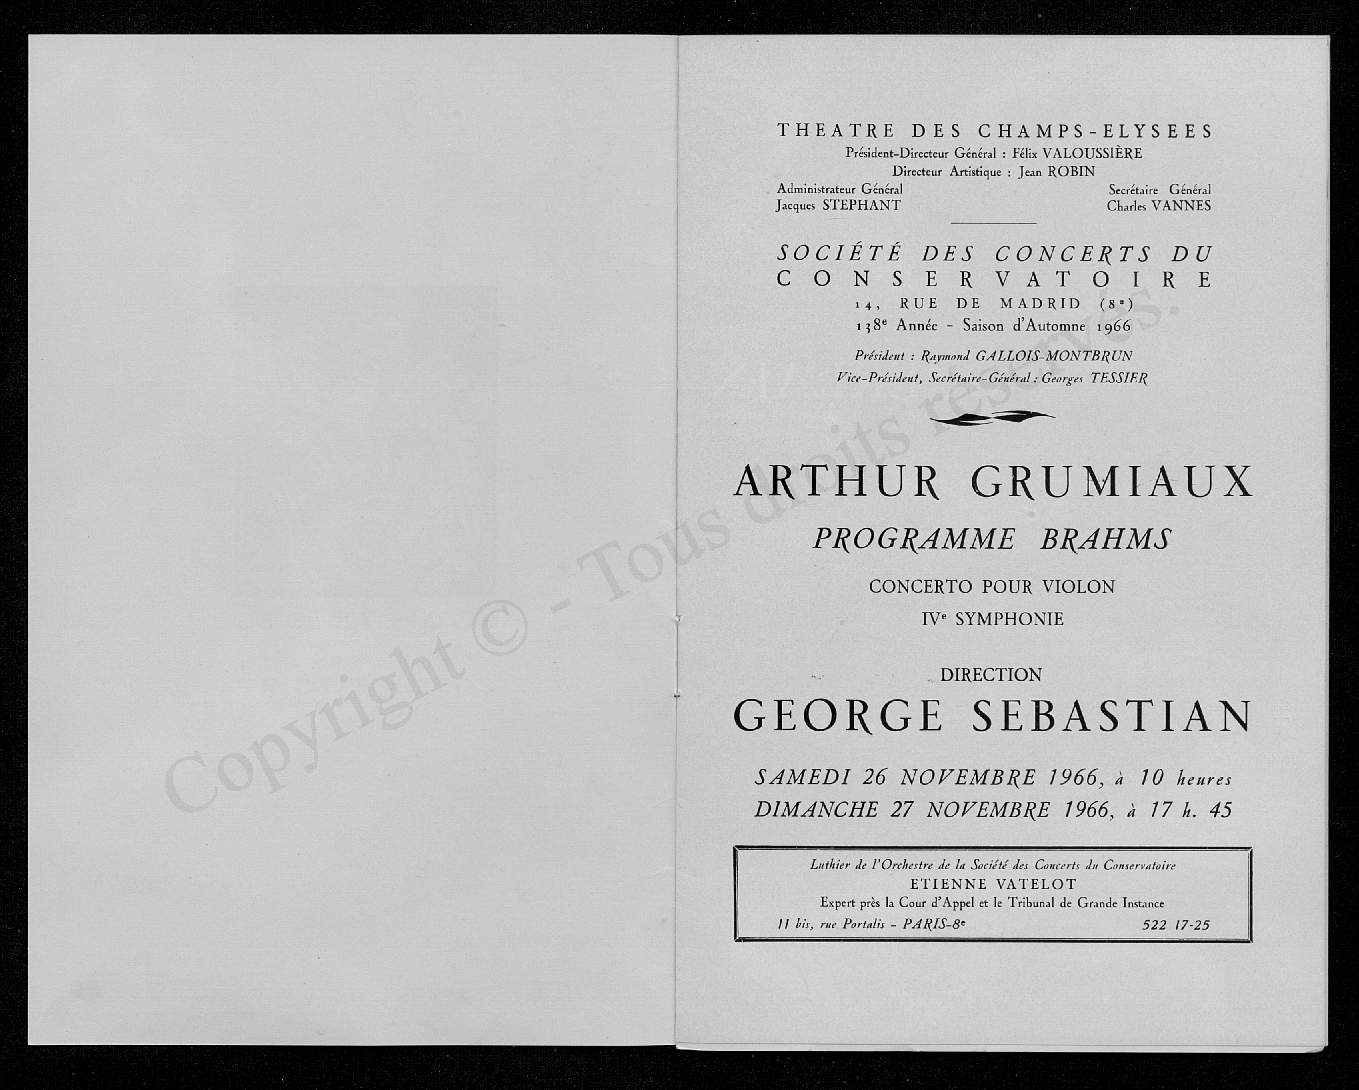 THEATRE DES CHAMPS-ELYSEES
Président-Directeur Général : Félix VALOUSSIÈRE
Directeur Artistique : Jean ROBIN
Administrateur Général Secrétaire Général
Jacques STEPHANT Charles VANNES
SOCIÉTÉ DES CONCERTS DU
CONSERVATOIRE
14, RUE DE MADRID (8e)
138e Année - Saison d'Automne 1966
Président : Raymond GALLOIS-MONTBRUN
Vice-Président, Secrétaire-Général : Georges TESSIER
ARTHUR GRUMIAUX
PROGRAMME BRAHMS
CONCERTO POUR VIOLON
IVe SYMPHONIE
DIRECTION
GEORGE SEBASTIAN
SAMEDI 26 NOVEMBRE 1966, à 10 heures
DIMANCHE 27 NOVEMBRE 1966, à 17 h. 45
Luthier de l'Orchestre de la Société des Concerts du Conservatoire
ETIENNE VATELOT
Expert près la Cour d'Appel et le Tribunal de Grande Instance
11 bis, rue Portalis - PARIS-8e 522 17-25
Copyright © - Tous droits réservés.